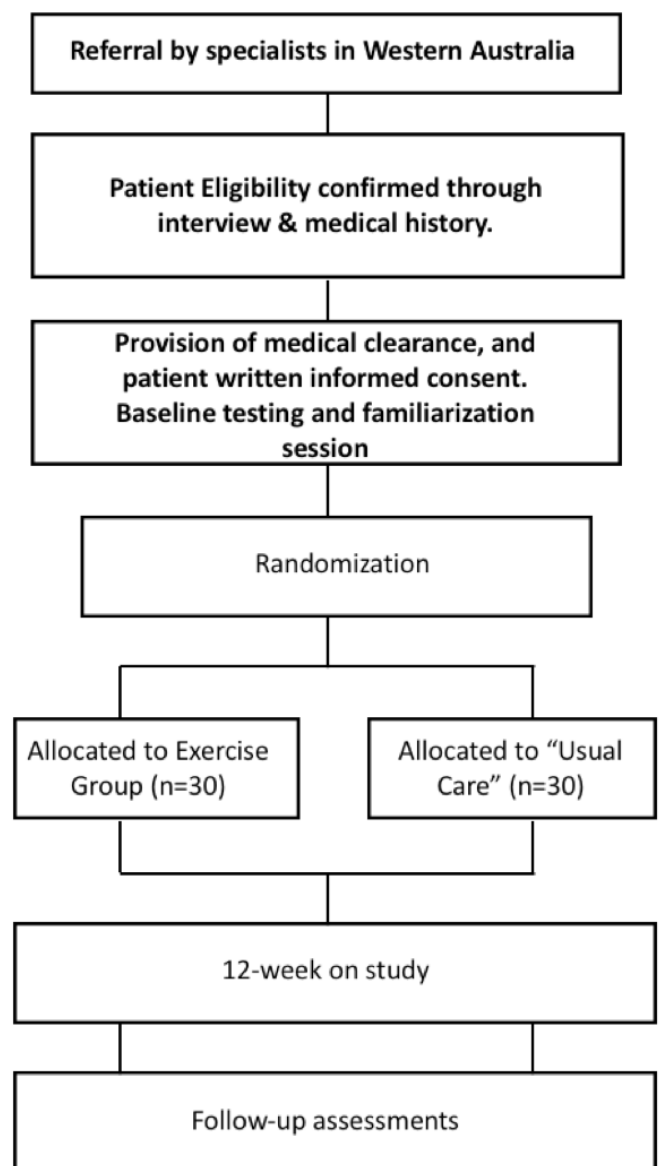 Referral by specialists in Western Australia
Patient Eligibility confirmed through
interview & medical history.
Provision of medical clearance, and
patient written informed consent.
Baseline testing and familiarization
session
Randomization
Allocated to Exercise
Group (n=30)
Allocated to “Usual
Care” (n=30)
12-week on study
Follow-up assessments